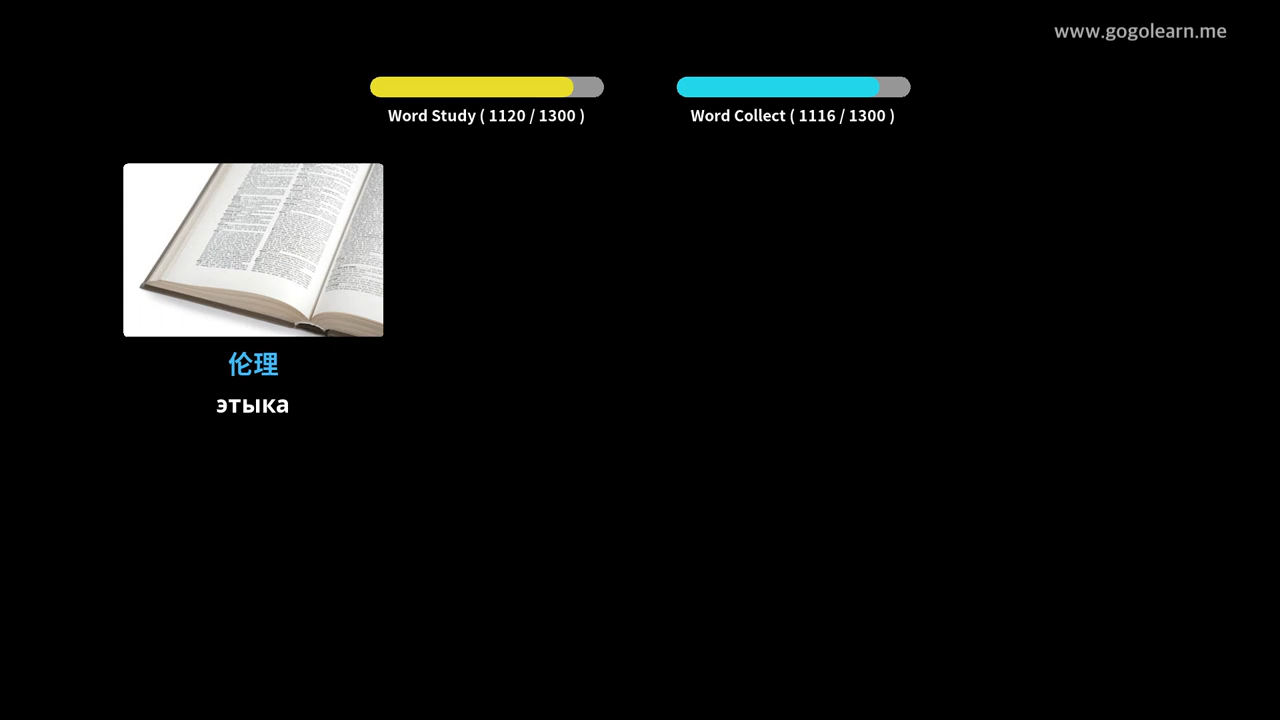 www.gogolearn.me
Word Study ( 1120 / 1300 )
Word Collect ( 1116 / 1300 )
伦理
этыка